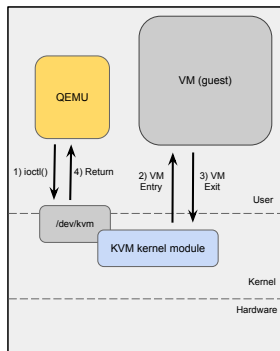 QEMU
VM (guest)
1) ioctl()
4) Return
2) VM
Entry
3) VM
Exit
User
/dev/kvm
KVM kernel module
Kernel
Hardware